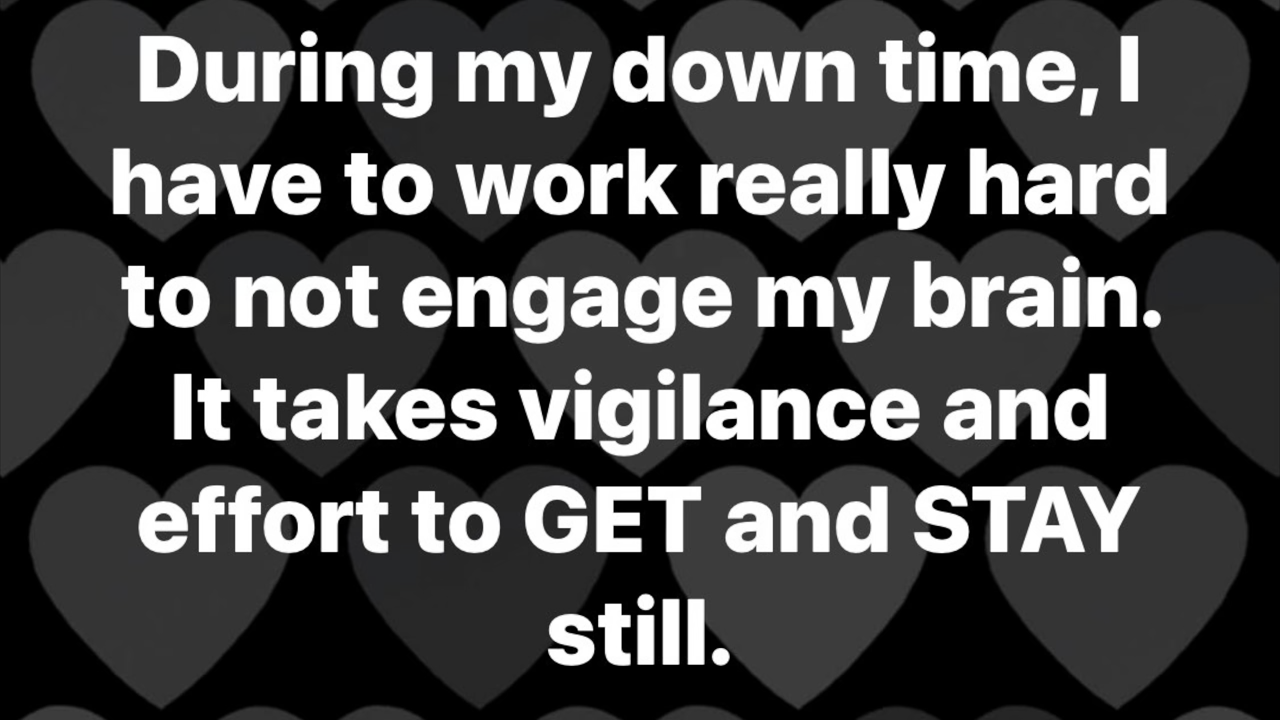 During my down time, I
have to work really hard
to not engage my brain.
It takes vigilance and
effort to GET and STAY
still.